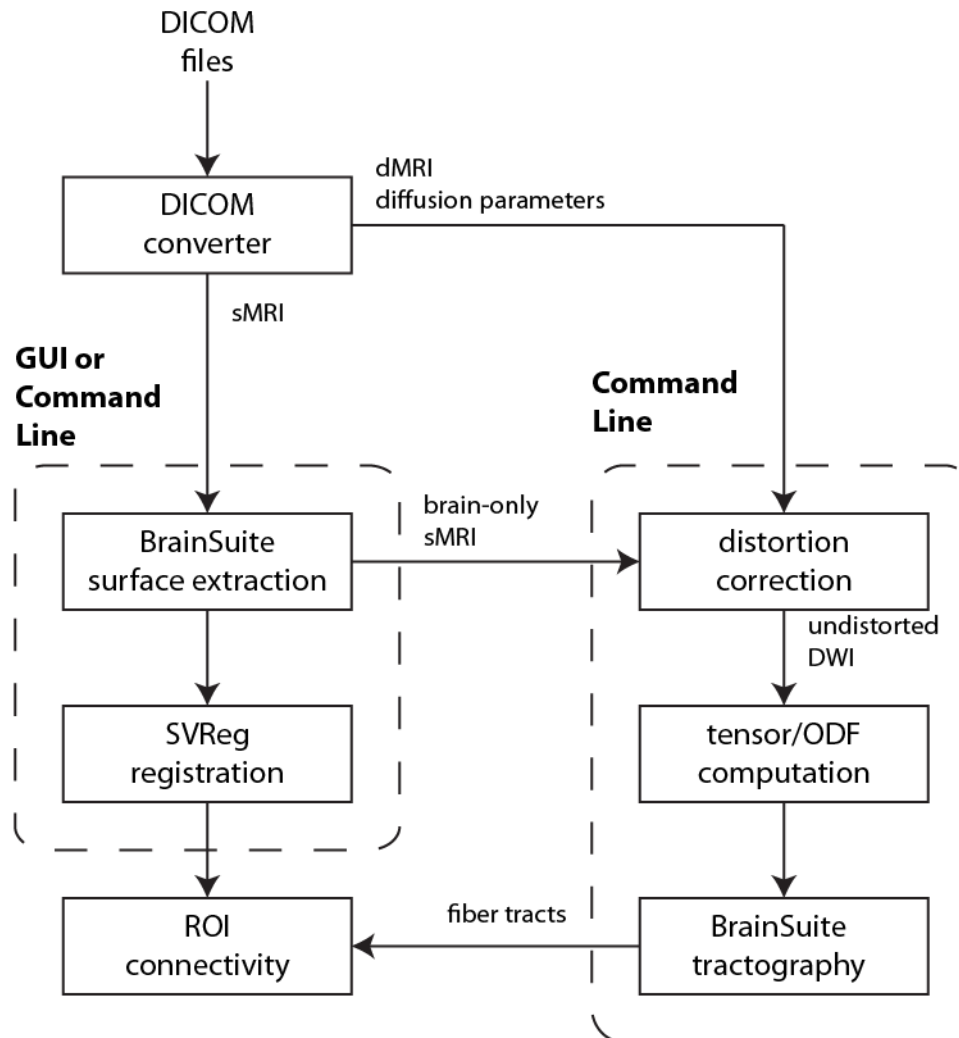 DICOM
files
DICOM
converter
dMRI
diffusion parameters
sMRI
GUI or
Command
Line
Command
Line
BrainSuite
surface extraction
brain-only
sMRI
distortion
correction
undistorted
DWI
SVReg
registration
tensor/ODF
computation
ROI
connectivity
fiber tracts
BrainSuite
tractography